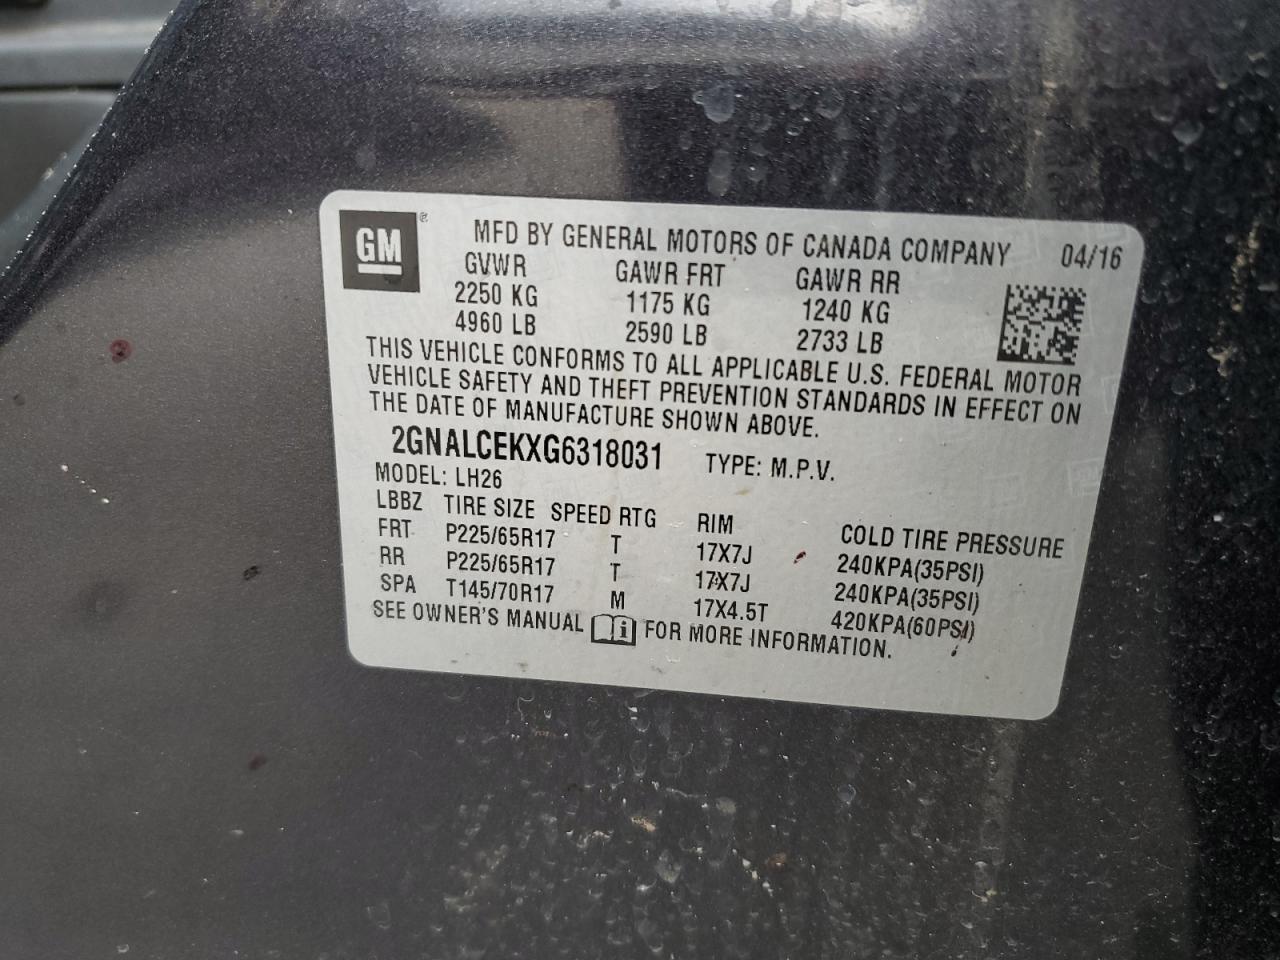 GM ®
MFD BY GENERAL MOTORS OF CANADA COMPANY 04/16
GVWR GAWR FRT GAWR RR
2250 KG 1175 KG 1240 KG
4960 LB 2590 LB 2733 LB
THIS VEHICLE CONFORMS TO ALL APPLICABLE U.S. FEDERAL MOTOR
VEHICLE SAFETY AND THEFT PREVENTION STANDARDS IN EFFECT ON
THE DATE OF MANUFACTURE SHOWN ABOVE.
2GNALCEKXG6318031 TYPE: M.P.V.
MODEL: LH26
LBBZ TIRE SIZE SPEED RTG RIM COLD TIRE PRESSURE
FRT P225/65R17 T 17X7J 240KPA(35PSI)
RR P225/65R17 T 17X7J 240KPA(35PSI)
SPA T145/70R17 M 17X4.5T 420KPA(60PSI)
SEE OWNER'S MANUAL i FOR MORE INFORMATION.